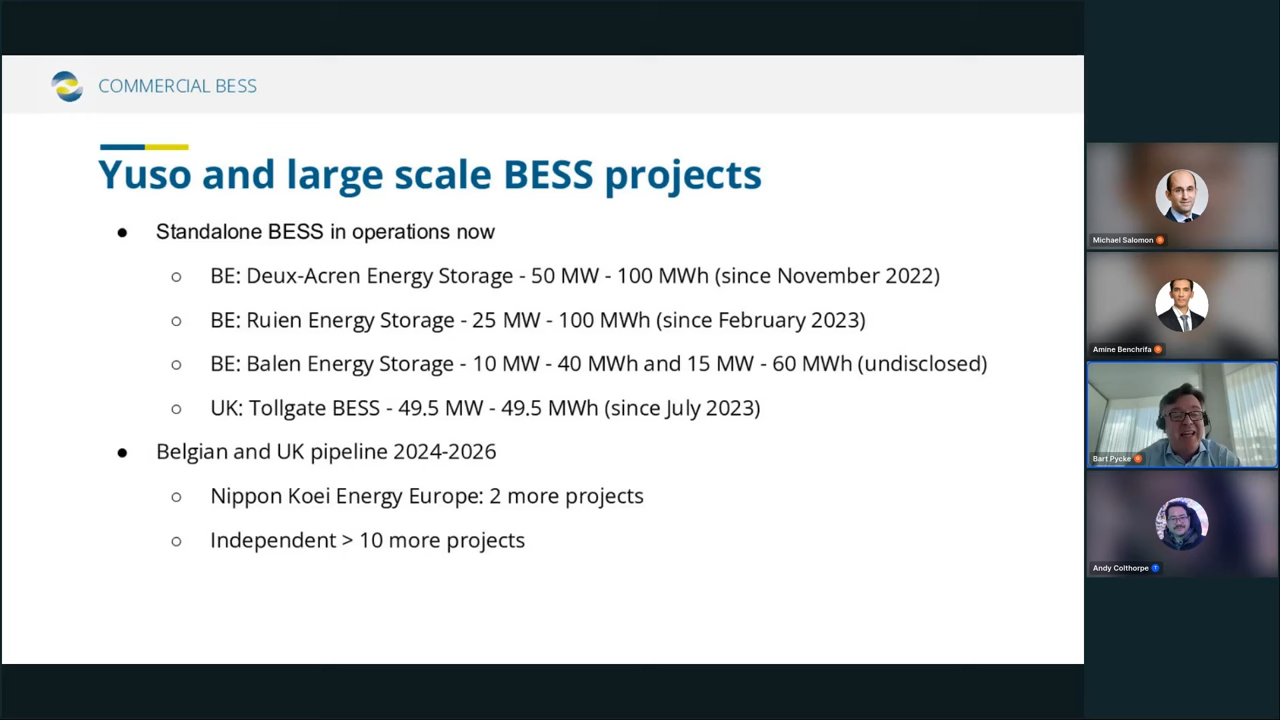 COMMERCIAL BESS
Yuso and large scale BESS projects
● Standalone BESS in operations now
○ BE: Deux-Acren Energy Storage - 50 MW - 100 MWh (since November 2022)
○ BE: Ruien Energy Storage - 25 MW - 100 MWh (since February 2023)
○ BE: Balen Energy Storage - 10 MW - 40 MWh and 15 MW - 60 MWh (undisclosed)
○ UK: Tollgate BESS - 49.5 MW - 49.5 MWh (since July 2023)
● Belgian and UK pipeline 2024-2026
○ Nippon Koei Energy Europe: 2 more projects
○ Independent > 10 more projects
Michael Salomon
Amine Benchrifa
Bart Pycke
Andy Colthorpe